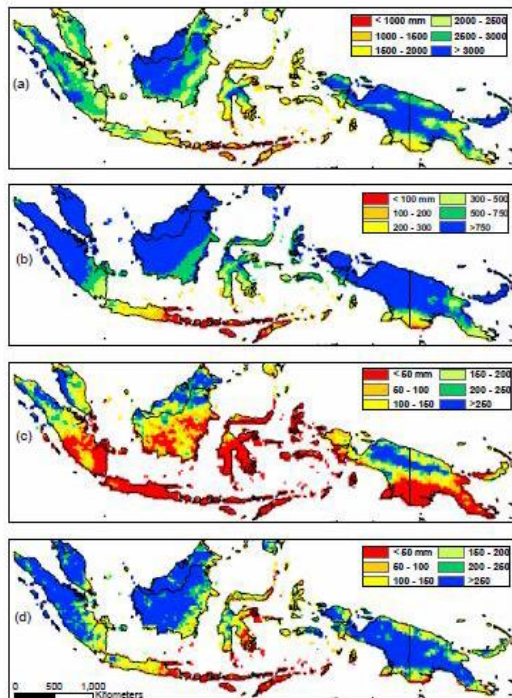 < 1000 mm 2000 - 2500
1000 - 1500 2500 - 3000
1500 - 2000 > 3000
(a)
< 100 mm 300 - 500
100 - 200 500 - 750
200 - 300 >750
(b)
< 50 mm 150 - 200
50 - 100 200 - 250
100 - 150 >250
(c)
< 50 mm 150 - 200
50 - 100 200 - 250
100 - 150 >250
(d)
0 500 1,000
Kilometers